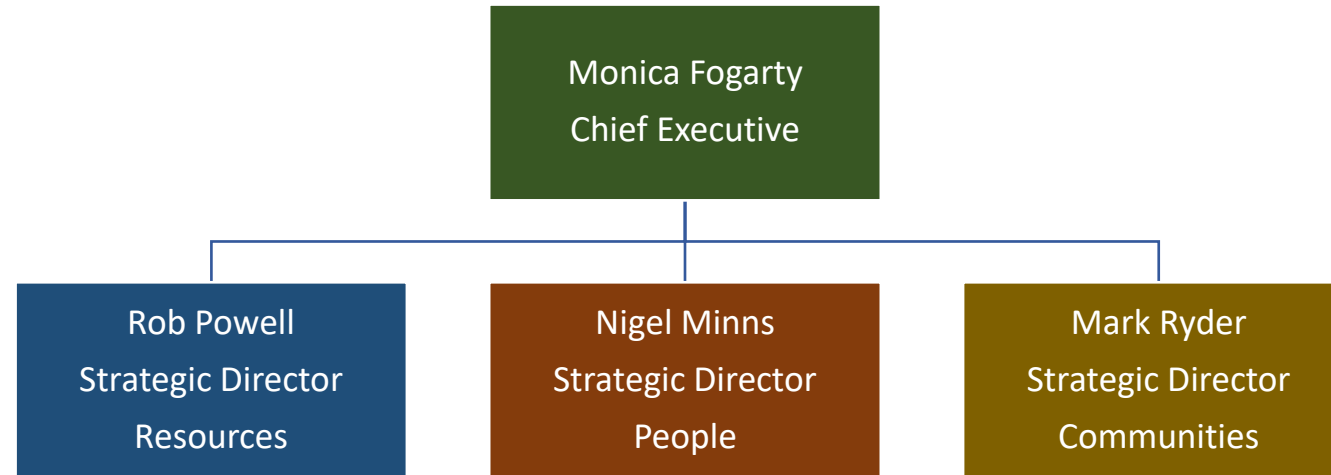 Monica Fogarty
Chief Executive
Rob Powell
Strategic Director
Resources
Nigel Minns
Strategic Director
People
Mark Ryder
Strategic Director
Communities